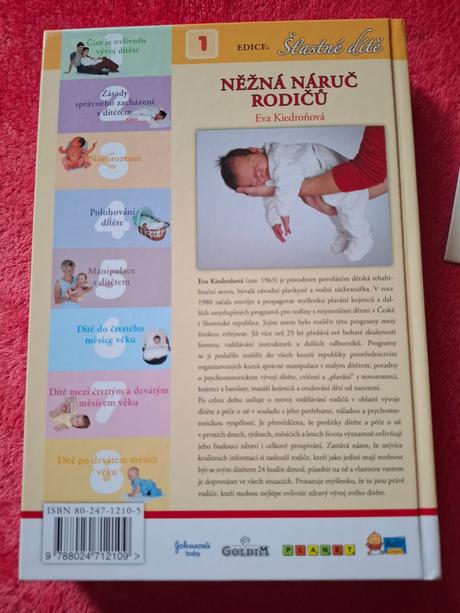 1
EDICE: Šťastné dítě
NĚŽNÁ NÁRUČ
RODIČŮ
Eva Kiedroňová
Čím je ovlivněn
vývoj dítěte
Zásady
správného zacházení
s dítětem
Novorozenec
Polohování
dítěte
Manipulace
s dítětem
Dítě do čtvrtého
měsíce věku
Dítě mezi čtvrtým a devátým
měsícem věku
Dítě po devátém měsíci
věku
Eva Kiedroňová (nar. 1963) je původním povoláním dětská rehabi-
litační sestra, bývalá závodní plavkyně a vodní záchranářka. V roce
1980 začala rozvíjet a propagovat myšlenku plavání kojenců a dal-
ších smysluplných programů pro rodiny s nejmenšími dětmi v České
i Slovenské republice. Jejím snem bylo rozšířit tyto programy mezi
širokou veřejnost. Již více než 25 let předává své bohaté zkušenosti
formou vzdělávání instruktorů a dalších odborníků. Programy
se jí podařilo rozšířit do všech koutů republiky prostřednictvím
organizovaných kurzů správné manipulace s malým dítětem, poradny
o psychomotorickém vývoji dítěte, cvičení a „plavání" s novorozenci,
kojenci a batolaty, masáží kojenců a otužování dětí od narození.
Po celou dobu usiluje o rozvoj vzdělávání rodičů v oblasti vývoje
dítěte a péče o ně v souladu s jeho potřebami, náladou a psychomo-
torickou vyspělostí. Je přesvědčena, že prožitky dítěte a péče o ně
v prvních dnech, týdnech, měsících a letech života významně ovlivňují
jeho budoucí zdraví i celkové prospívání. Zastává názor, že nejvíce
kvalitních informací si zaslouží rodiče, kteří jako jediní mají možnost
být se svým dítětem 24 hodin denně, působit na ně a vlastním vzorem
je doprovázet ve všech situacích. Prosazuje myšlenku, že to jsou právě
rodiče, kteří mohou nejlépe ovlivnit zdravý vývoj svého dítěte.
ISBN 80-247-1210-5
9 788024 712109 >
Johnson's
baby
GOLDIM
PLANET